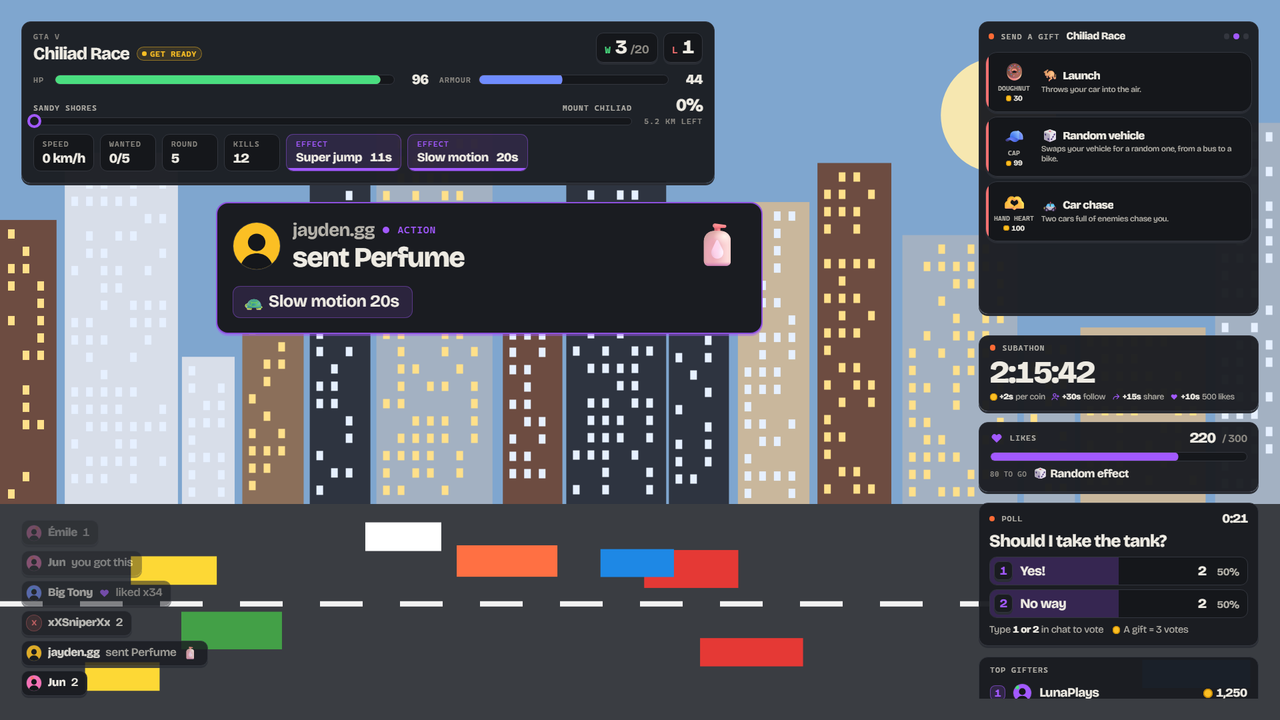 GTA V
Chiliad Race GET READY
W 3 /20 L 1
HP 96 ARMOUR 44
SANDY SHORES MOUNT CHILIAD 0%
5.2 KM LEFT
SPEED WANTED ROUND KILLS EFFECT EFFECT
0 km/h 0/5 5 12 Super jump 11s Slow motion 20s
jayden.gg ACTION
sent Perfume
Slow motion 20s
SEND A GIFT Chiliad Race
DOUGHNUT
30
Launch
Throws your car into the air.
CAP
99
Random vehicle
Swaps your vehicle for a random one, from a bus to a
bike.
HAND HEART
100
Car chase
Two cars full of enemies chase you.
SUBATHON
2:15:42
+2s per coin +30s follow +15s share +10s 500 likes
LIKES 220 / 300
80 TO GO Random effect
POLL 0:21
Should I take the tank?
1 Yes! 2 50%
2 No way 2 50%
Type 1 or 2 in chat to vote A gift = 3 votes
TOP GIFTERS
1 LunaPlays 1,250
Émile 1
Jun you got this
Big Tony liked x34
X xXSniperXx 2
jayden.gg sent Perfume
Jun 2